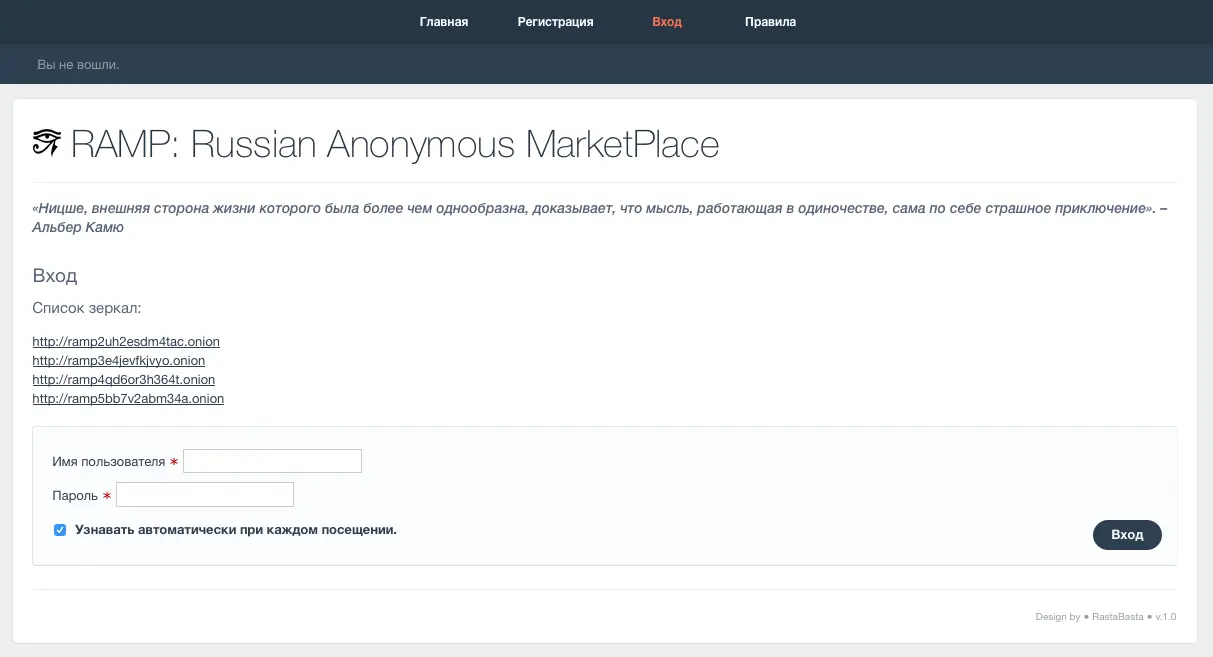 Главная Регистрация Вход Правила
Вы не вошли.
RAMP: Russian Anonymous MarketPlace
«Ницше, внешняя сторона жизни которого была более чем однообразна, доказывает, что мысль, работающая в одиночестве, сама по себе страшное приключение». –
Альбер Камю
Вход
Список зеркал:
http://ramp2uh2esdm4tac.onion
http://ramp3e4jevfkjvyo.onion
http://ramp4qd6or3h364t.onion
http://ramp5bb7v2abm34a.onion
Имя пользователя *
Пароль *
Узнавать автоматически при каждом посещении.
Вход
Design by • RastaBasta • v.1.0